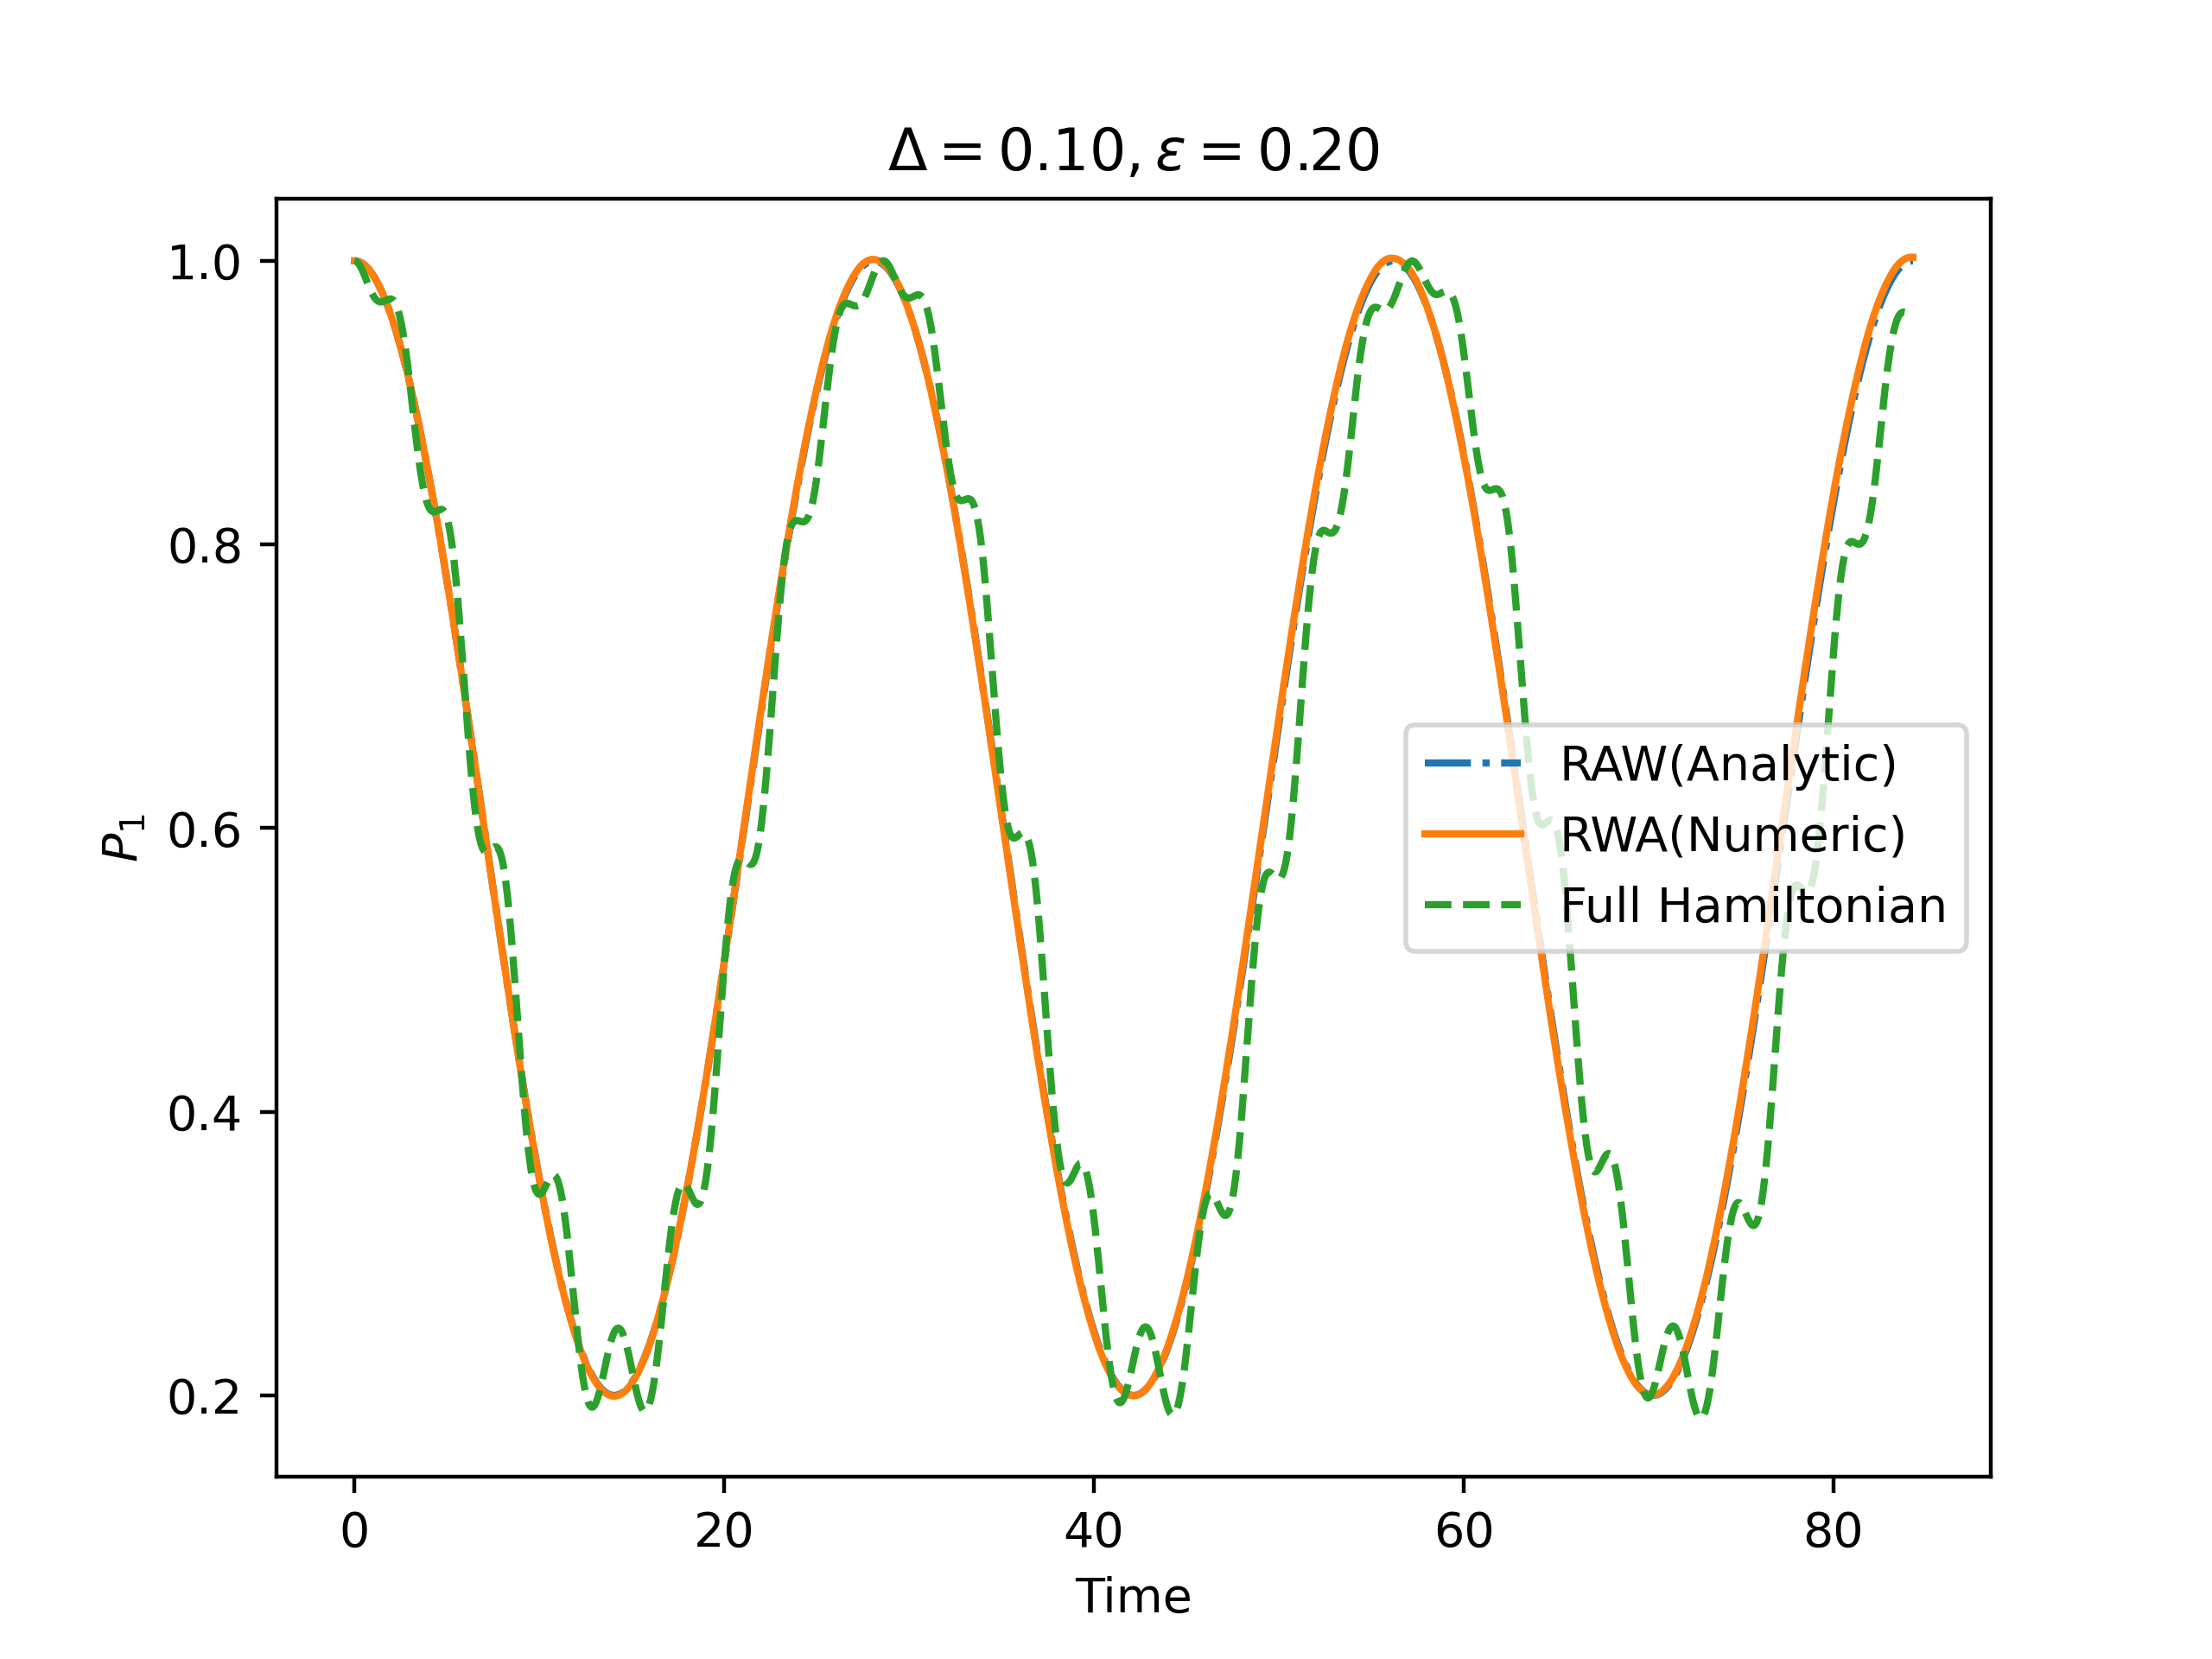 Δ = 0.10, ε = 0.20
1.0
0.8
0.6
0.4
0.2
P₁
RAW(Analytic)
RWA(Numeric)
Full Hamiltonian
0 20 40 60 80
Time